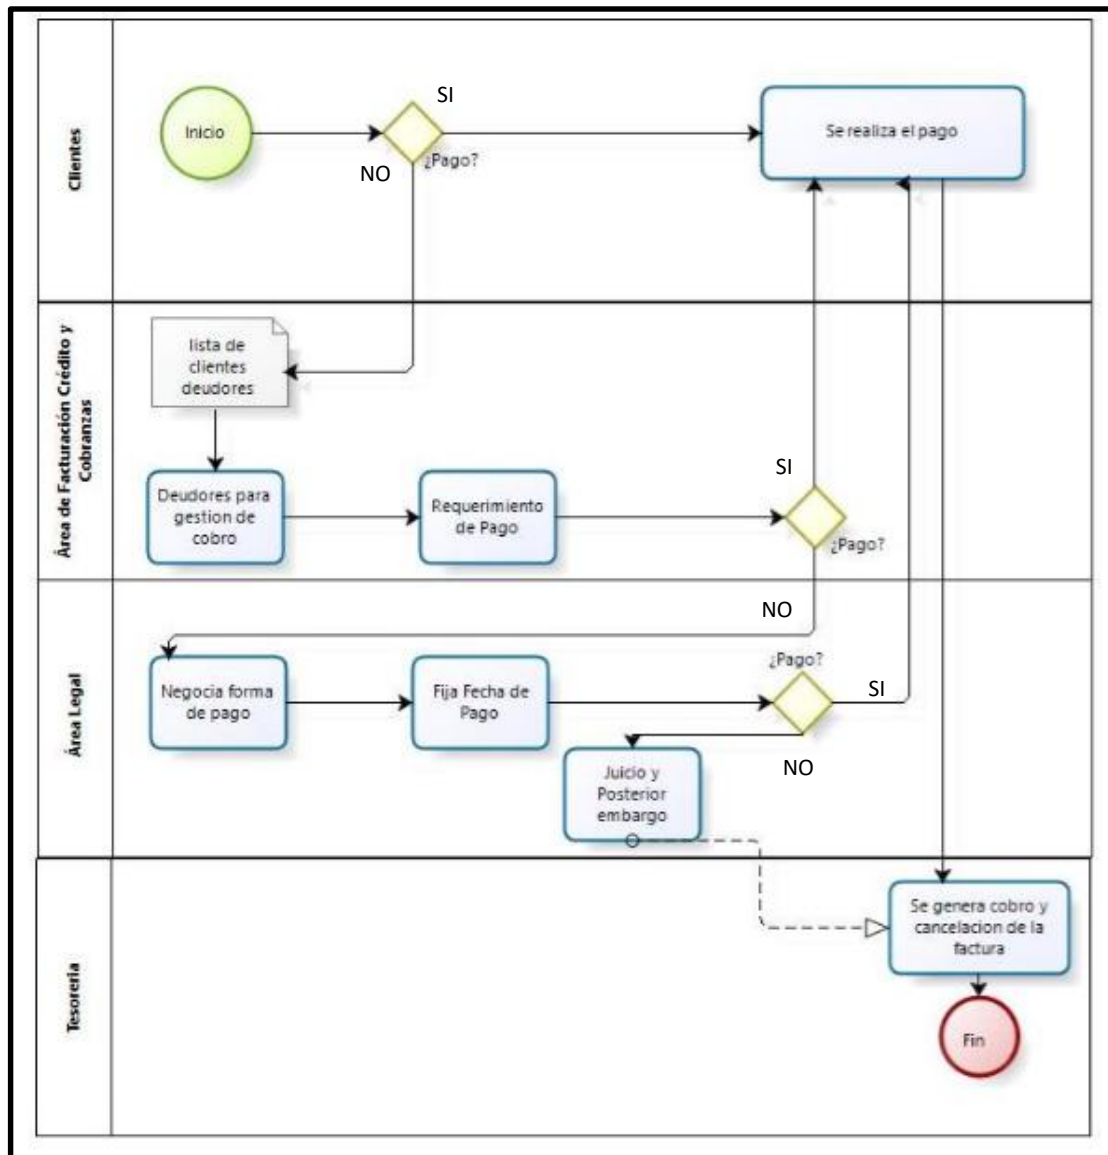 Clientes
Inicio
SI
¿Pago?
NO
Se realiza el pago
Área de Facturación Crédito y
Cobranzas
lista de
clientes
deudores
Deudores para
gestion de
cobro
Requerimiento
de Pago
SI
¿Pago?
NO
Área Legal
Negocia forma
de pago
Fija Fecha de
Pago
¿Pago?
SI
NO
Juicio y
Posterior
embargo
Tesoreria
Se genera cobro y
cancelacion de la
factura
Fin